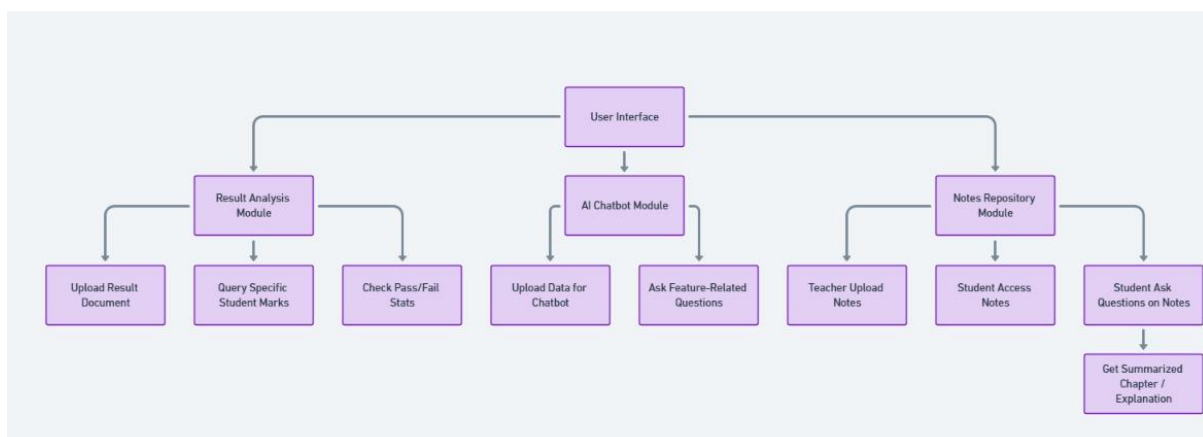 User Interface
Result Analysis
Module
AI Chatbot Module
Notes Repository
Module
Upload Result
Document
Query Specific
Student Marks
Check Pass/Fail
Stats
Upload Data for
Chatbot
Ask Feature-Related
Questions
Teacher Upload
Notes
Student Access
Notes
Student Ask
Questions on Notes
Get Summarized
Chapter /
Explanation